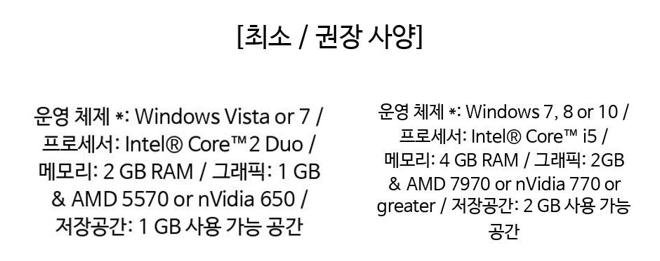 [최소 / 권장 사양]
운영 체제 *: Windows Vista or 7 /
프로세서: Intel® Core™2 Duo /
메모리: 2 GB RAM / 그래픽: 1 GB
& AMD 5570 or nVidia 650 /
저장공간: 1 GB 사용 가능 공간
운영 체제 *: Windows 7, 8 or 10 /
프로세서: Intel® Core™ i5 /
메모리: 4 GB RAM / 그래픽: 2GB
& AMD 7970 or nVidia 770 or
greater / 저장공간: 2 GB 사용 가능
공간